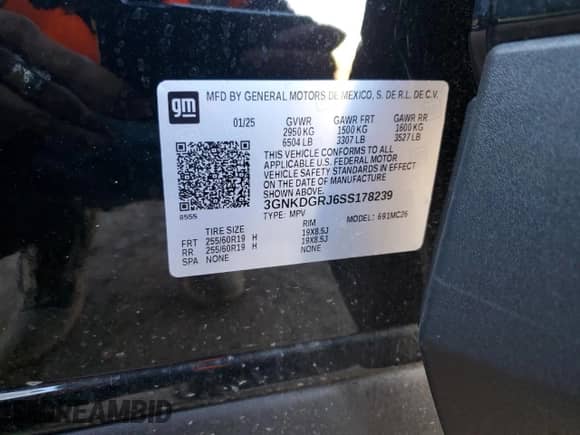 gm
MFD BY GENERAL MOTORS DE MEXICO, S. DE R.L. DE C.V.
01/25 GVWR GAWR FRT GAWR RR
2950 KG 1500 KG 1600 KG
6504 LB 3307 LB 3527 LB
THIS VEHICLE CONFORMS TO ALL
APPLICABLE U.S. FEDERAL MOTOR
VEHICLE SAFETY STANDARDS IN EFFECT
ON THE DATE OF MANUFACTURE
SHOWN ABOVE.
3GNKDGRJ6SS178239
TYPE: MPV MODEL: 691MC26
TIRE SIZE RIM
FRT 255/60R19 H 19X8.5J
RR 255/60R19 H 19X8.5J
SPA NONE NONE